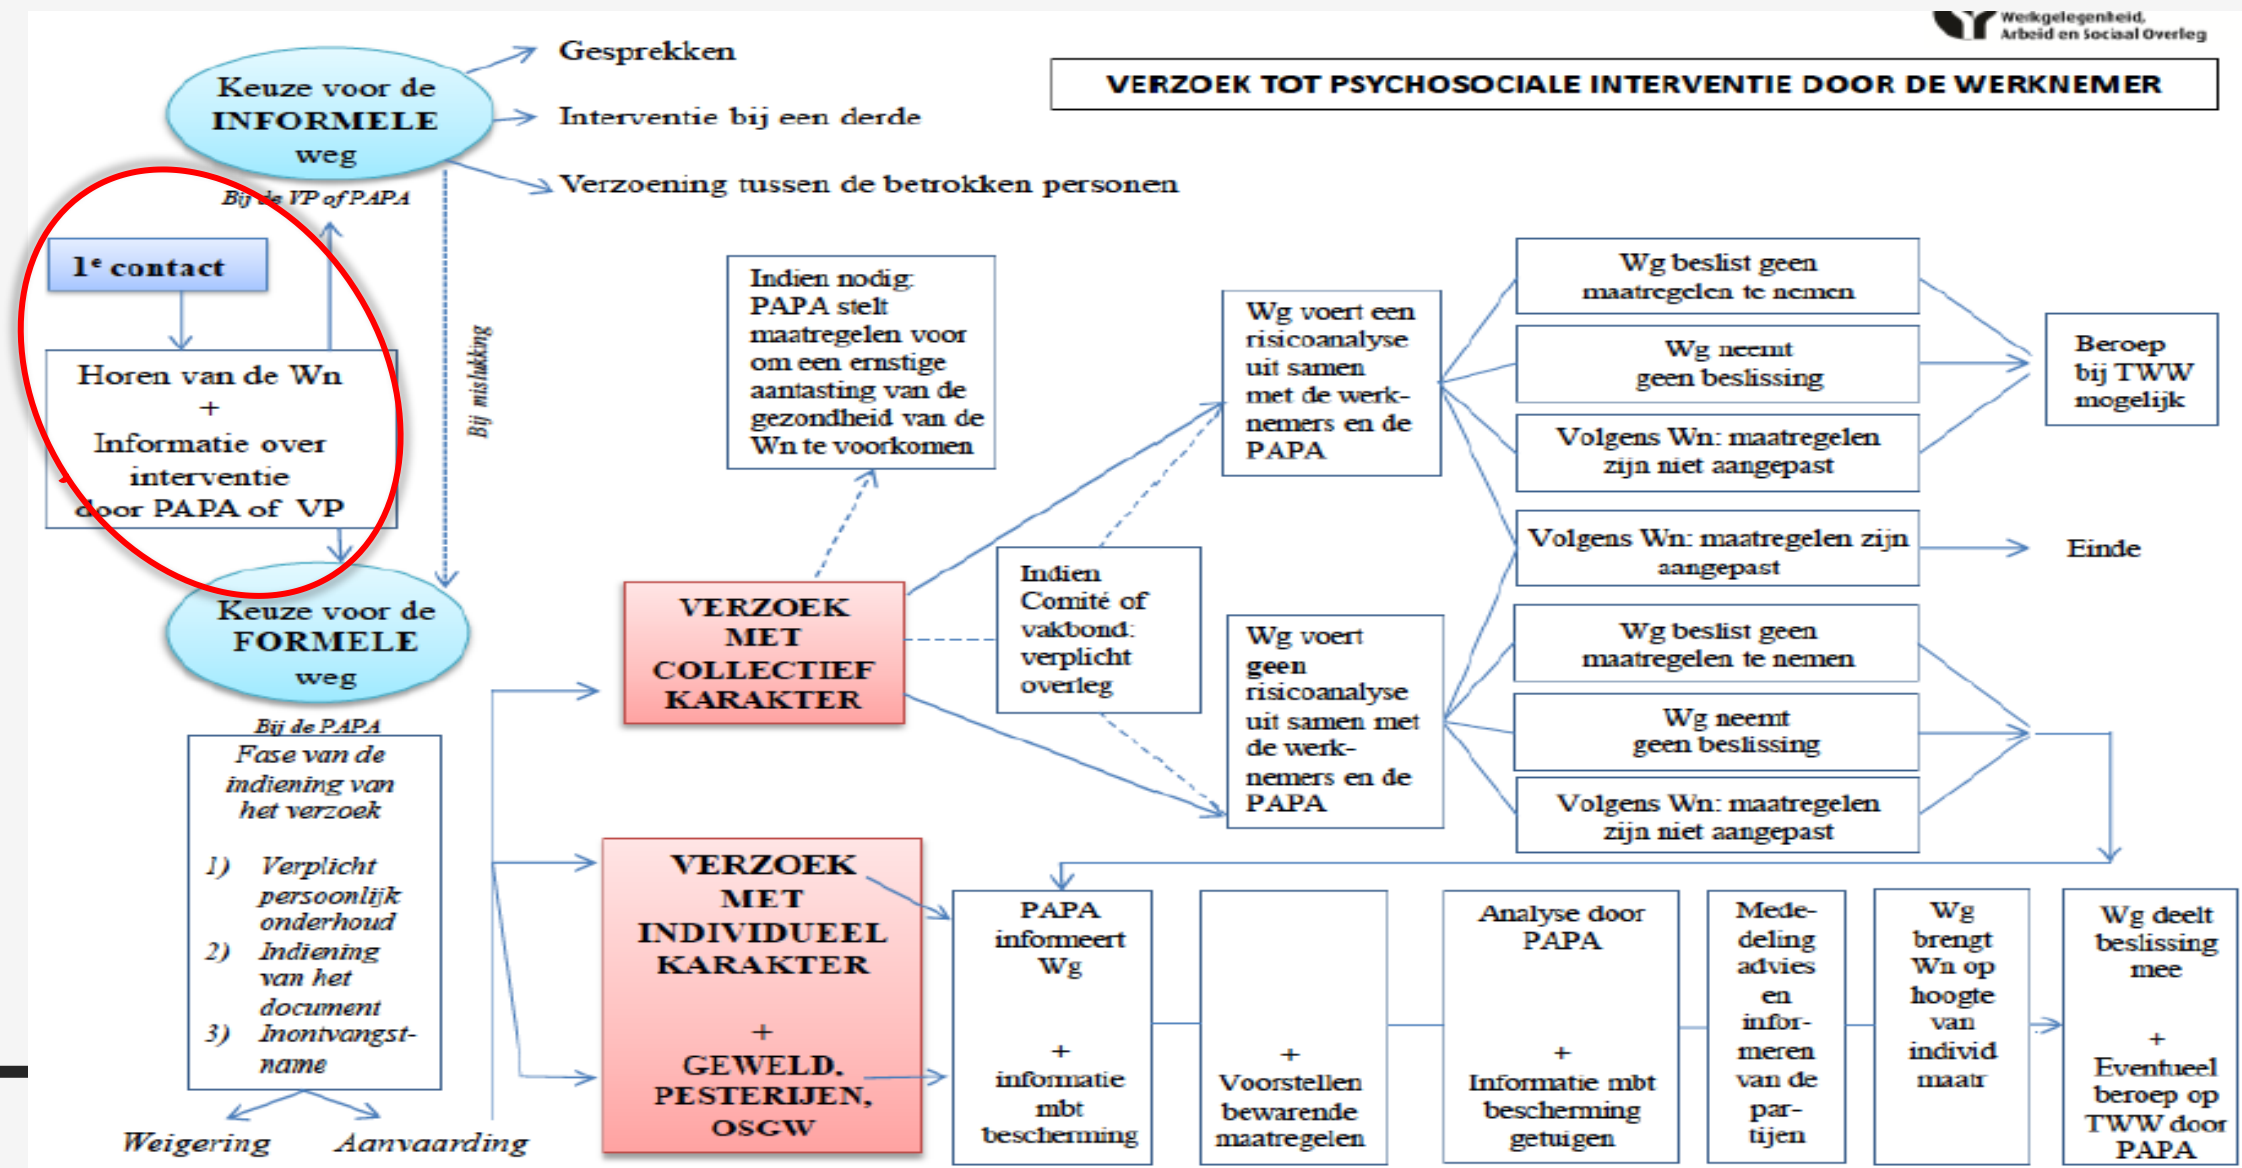 Werkgelegenheid,
Arbeid en Sociaal Overleg
VERZOEK TOT PSYCHOSOCIALE INTERVENTIE DOOR DE WERKNEMER
Keuze voor de
INFORMELE
weg
Gesprekken
Interventie bij een derde
Verzoening tussen de betrokken personen
Bij de VP of PAPA
1e contact
Horen van de Wn
+
Informatie over
interventie
door PAPA of VP
Bij mislukking
Keuze voor de
FORMELE
weg
Bij de PAPA
Fase van de
indiening van
het verzoek
1) Verplicht
persoonlijk
onderhoud
2) Indiening
van het
document
3) Inontvangst-
name
Weigering
Aanvaarding
Indien nodig:
PAPA stelt
maatregelen voor
om een ernstige
aantasting van de
gezondheid van de
Wn te voorkomen
VERZOEK
MET
COLLECTIEF
KARAKTER
Indien
Comité of
vakbond:
verplicht
overleg
Wg voert een
risicoanalyse
uit samen
met de werk-
nemers en de
PAPA
Wg voert
geen
risicoanalyse
uit samen met
de werk-
nemers en de
PAPA
Wg beslist geen
maatregelen te nemen
Wg neemt
geen beslissing
Volgens Wn: maatregelen
zijn niet aangepast
Volgens Wn: maatregelen zijn
aangepast
Wg beslist geen
maatregelen te nemen
Wg neemt
geen beslissing
Volgens Wn: maatregelen
zijn niet aangepast
Beroep
bij TWW
mogelijk
Einde
VERZOEK
MET
INDIVIDUEEL
KARAKTER
+
GEWELD.
PESTERIJEN,
OSGW
PAPA
informeert
Wg
+
informatie
mbt
bescherming
+
Voorstellen
bewarende
maatregelen
Analyse door
PAPA
+
Informatie mbt
bescherming
getuigen
Mede-
deling
advies
en
infor-
meren
van de
par-
tijen
Wg
brengt
Wn op
hoogte
van
individ
maatr
Wg deelt
beslissing
mee
+
Eventueel
beroep op
TWW door
PAPA